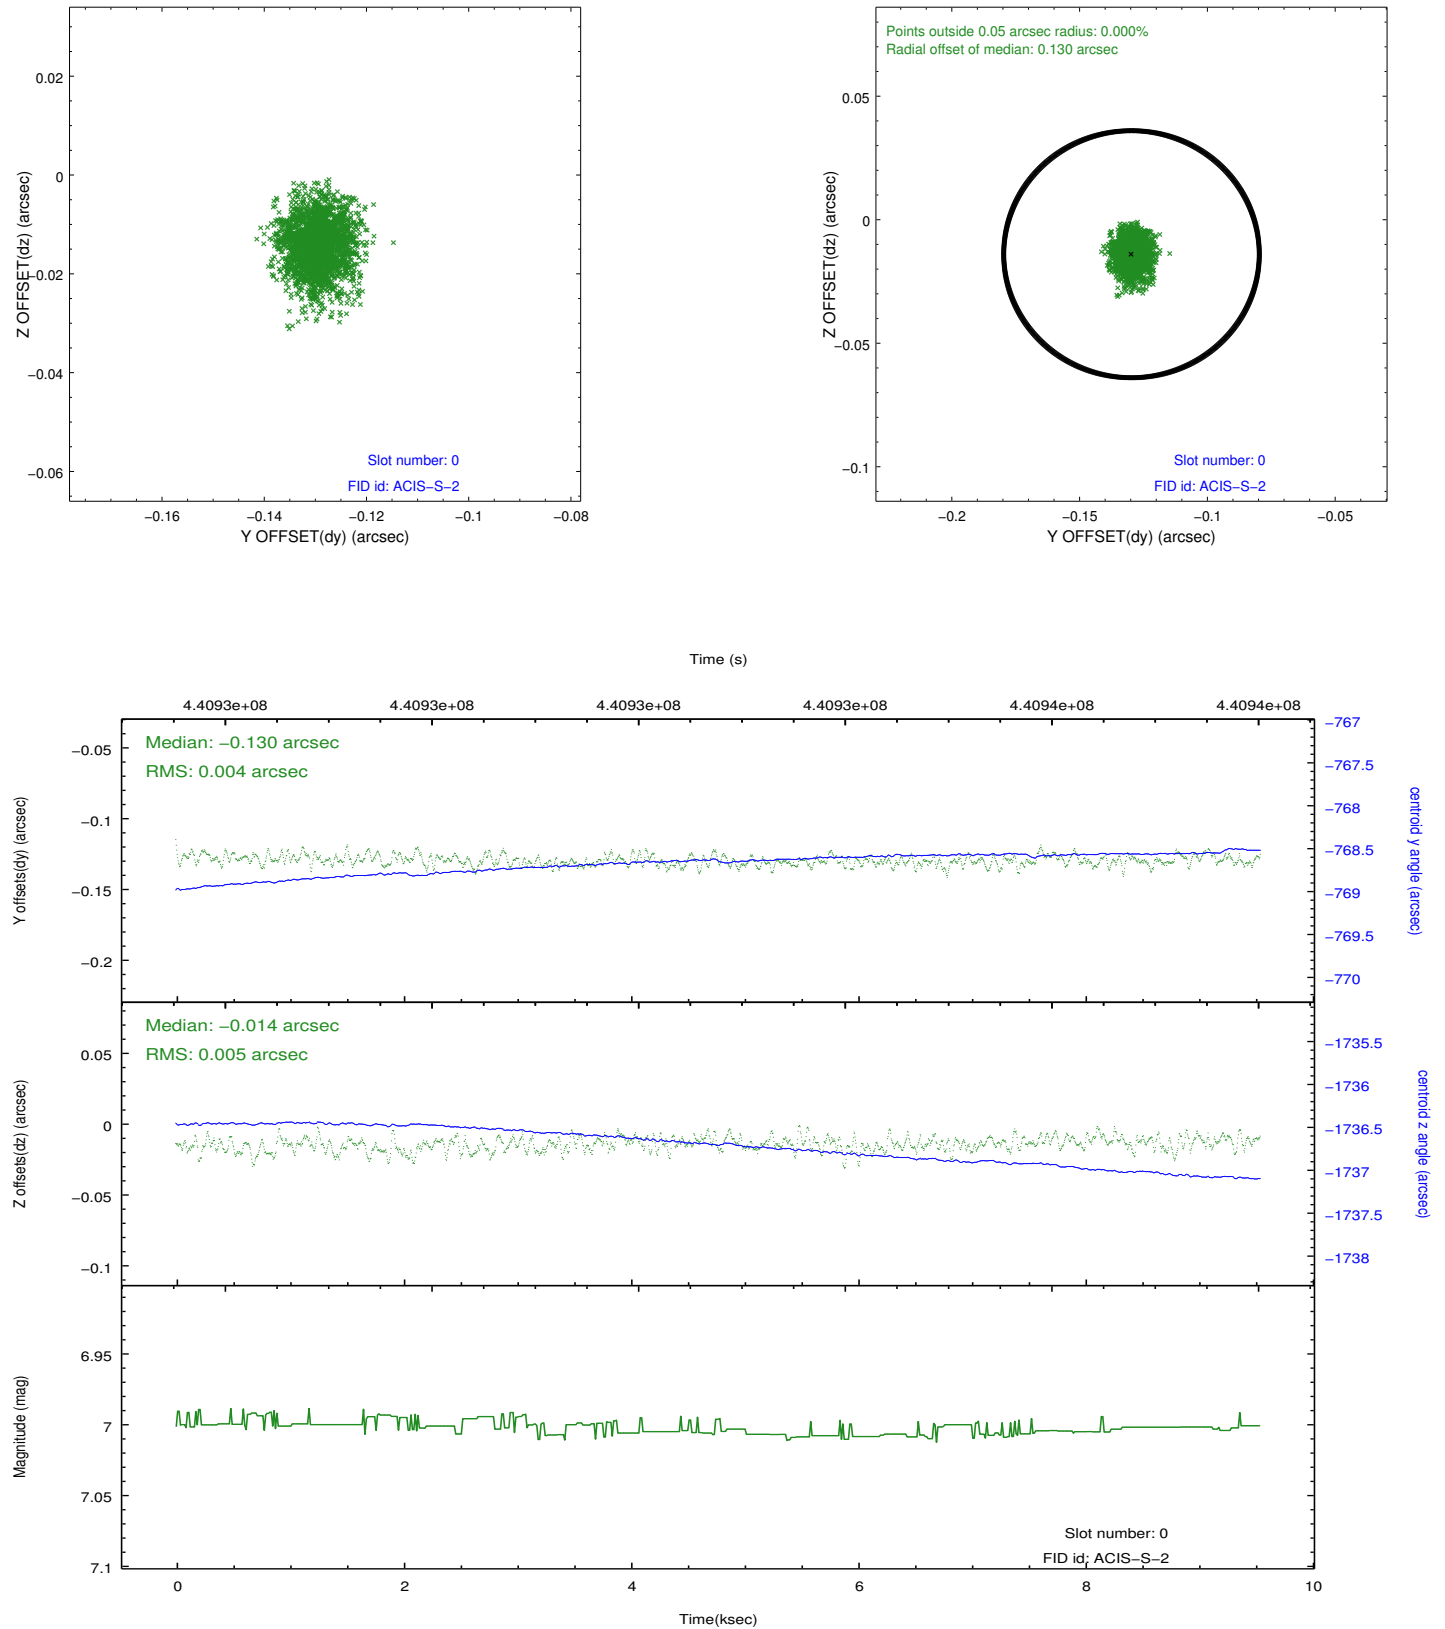 0.02
0
−0.02
−0.04
−0.06
Z OFFSET(dz) (arcsec)
Slot number: 0
FID id: ACIS−S−2
−0.16
−0.14
−0.12
−0.1
−0.08
Y OFFSET(dy) (arcsec)
Points outside 0.05 arcsec radius: 0.000%
Radial offset of median: 0.130 arcsec
0.05
0
−0.05
−0.1
Z OFFSET(dz) (arcsec)
Slot number: 0
FID id: ACIS−S−2
−0.2
−0.15
−0.1
−0.05
Y OFFSET(dy) (arcsec)
Time (s)
4.4093e+08
4.4093e+08
4.4093e+08
4.4093e+08
4.4094e+08
4.4094e+08
Median: −0.130 arcsec
RMS: 0.004 arcsec
−0.05
−0.1
−0.15
−0.2
Y offsets(dy) (arcsec)
−767
−767.5
−768
−768.5
−769
−769.5
−770
centroid y angle (arcsec)
Median: −0.014 arcsec
RMS: 0.005 arcsec
0.05
0
−0.05
−0.1
Z offsets(dz) (arcsec)
−1735.5
−1736
−1736.5
−1737
−1737.5
−1738
centroid z angle (arcsec)
6.95
7
7.05
7.1
Magnitude (mag)
Slot number: 0
FID id: ACIS−S−2
0
2
4
6
8
10
Time(ksec)